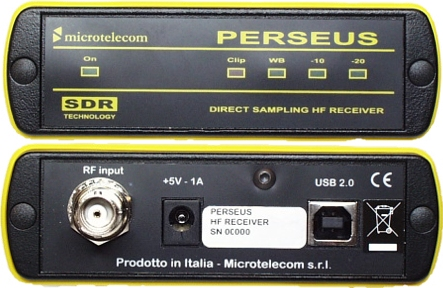 microtelecom
PERSEUS
On
Clip WB -10 -20
SDR
TECHNOLOGY
DIRECT SAMPLING HF RECEIVER
RF input
+5V - 1A
USB 2.0
CE
PERSEUS
HF RECEIVER
SN 00000
Prodotto in Italia - Microtelecom s.r.l.